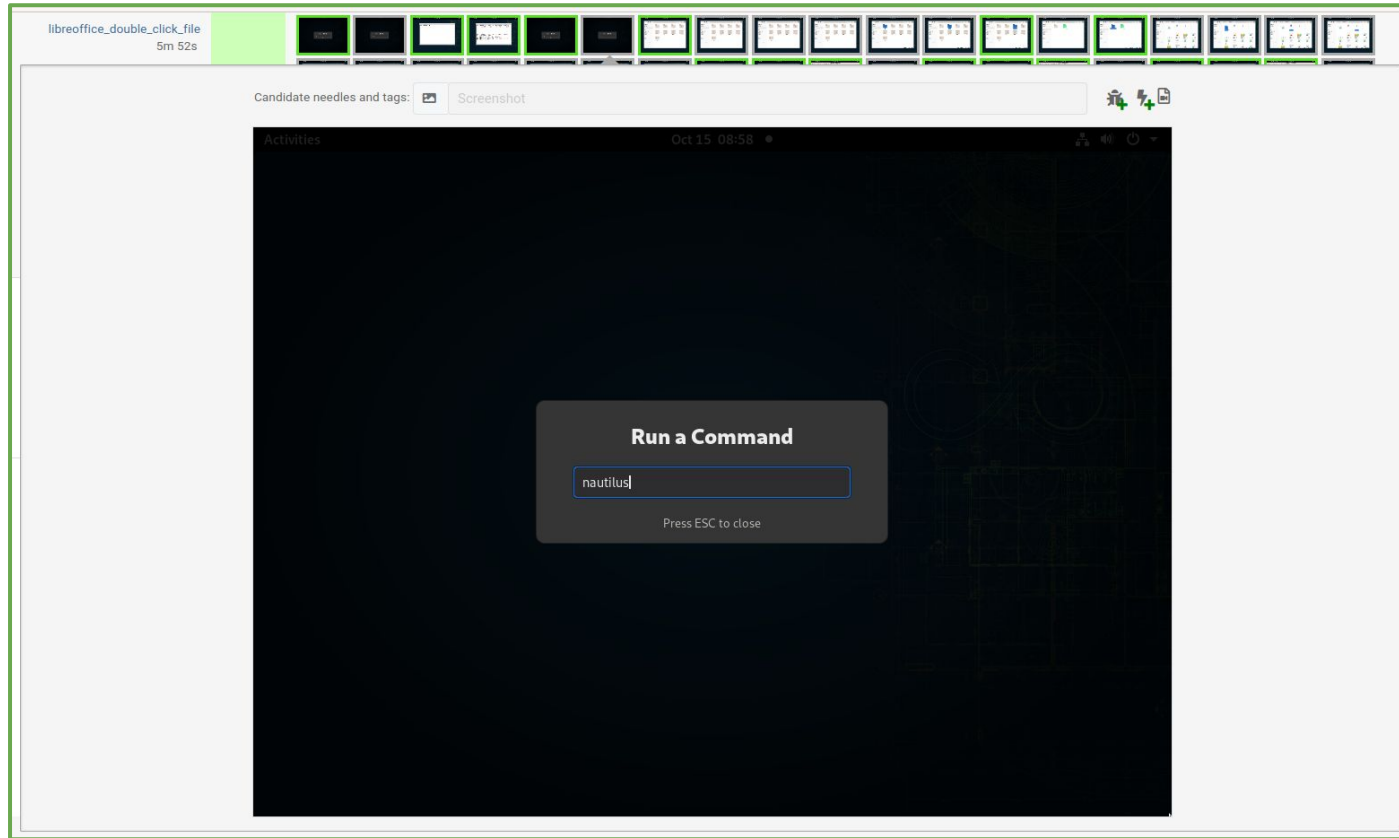 libreoffice_double_click_file
5m 52s
Candidate needles and tags:
Screenshot
Activities
Oct 15 08:58
Run a Command
nautilus
Press ESC to close